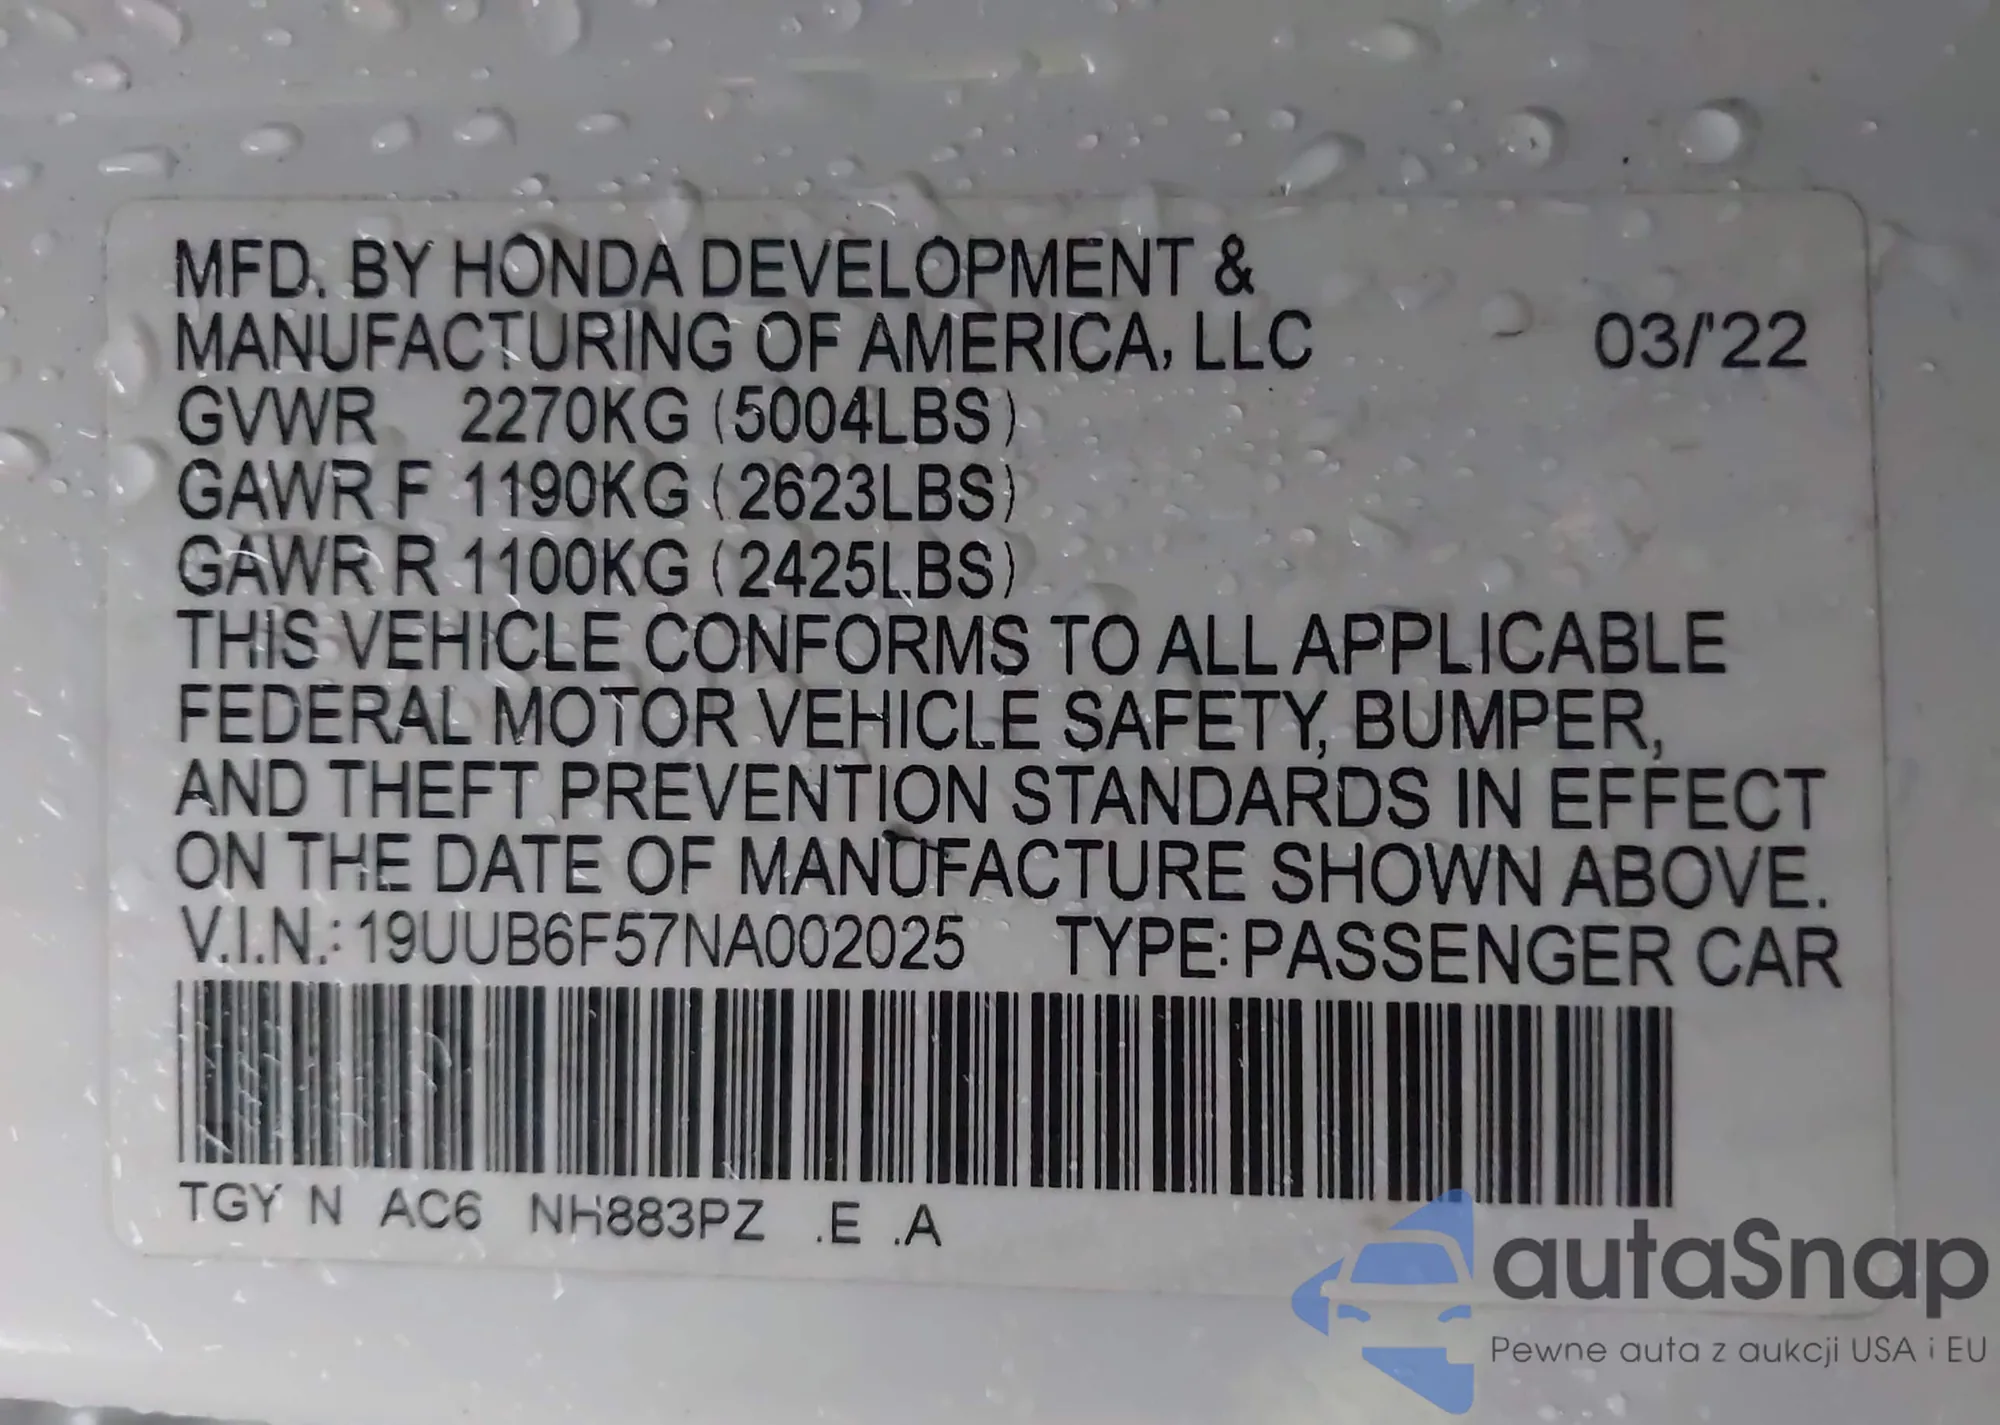 MFD. BY HONDA DEVELOPMENT &
MANUFACTURING OF AMERICA, LLC 03/'22
GVWR 2270KG (5004LBS)
GAWR F 1190KG (2623LBS)
GAWR R 1100KG (2425LBS)
THIS VEHICLE CONFORMS TO ALL APPLICABLE
FEDERAL MOTOR VEHICLE SAFETY, BUMPER,
AND THEFT PREVENTION STANDARDS IN EFFECT
ON THE DATE OF MANUFACTURE SHOWN ABOVE.
V.I.N.: 19UUB6F57NA002025 TYPE: PASSENGER CAR
TGY N AC6 NH883PZ .E .A
autaSnap
Pewne auta z aukcji USA i EU